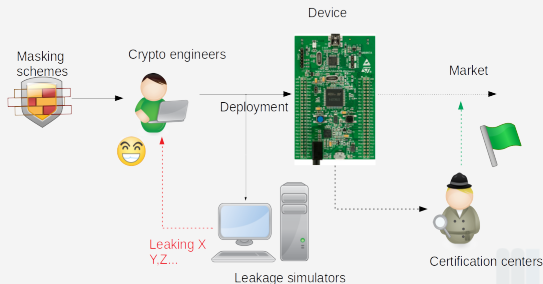 Device
Masking
schemes
Crypto engineers
Market
Deployment
Leaking X
Y,Z...
Certification centers
Leakage simulators